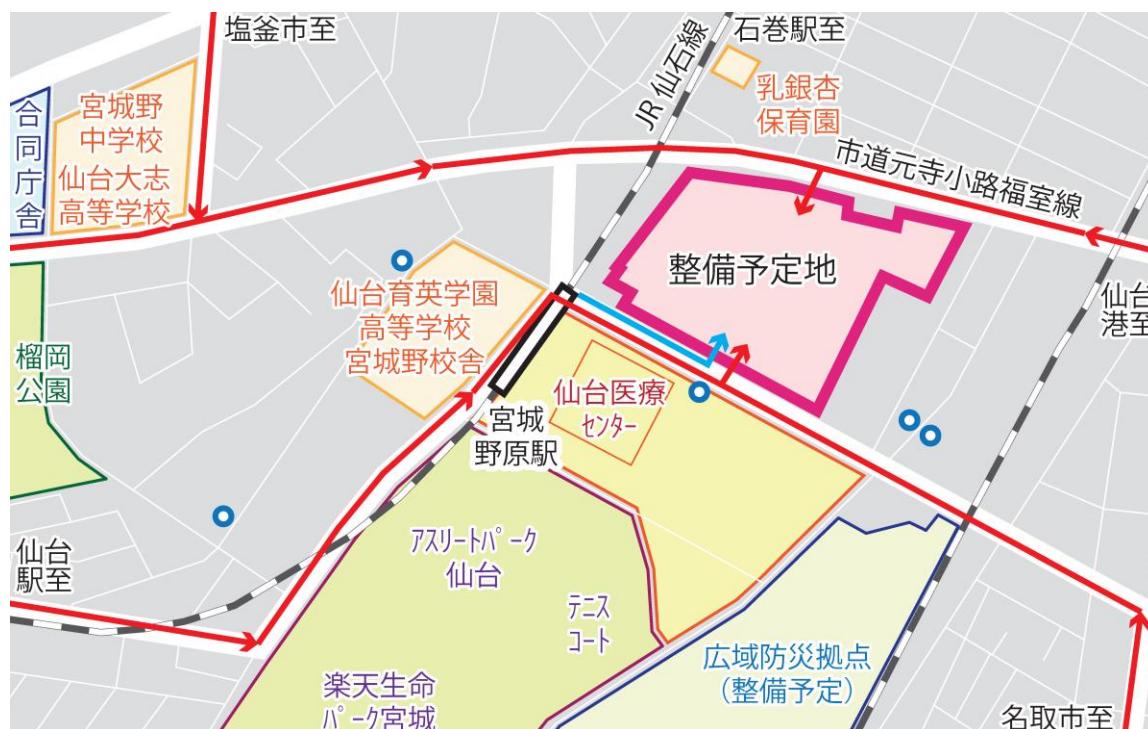 塩釜市至
石巻駅至
JR 仙石線
合同庁舎
宮城野
中学校
仙台大志
高等学校
乳銀杏
保育園
市道元寺小路福室線
整備予定地
仙台
港至
仙台育英学園
高等学校
宮城野校舎
榴岡
公園
仙台医療
センター
宮城
野原駅
仙台
駅至
アスリートパーク
仙台
テニス
コート
広域防災拠点
(整備予定)
楽天生命
パーク宮城
名取市至